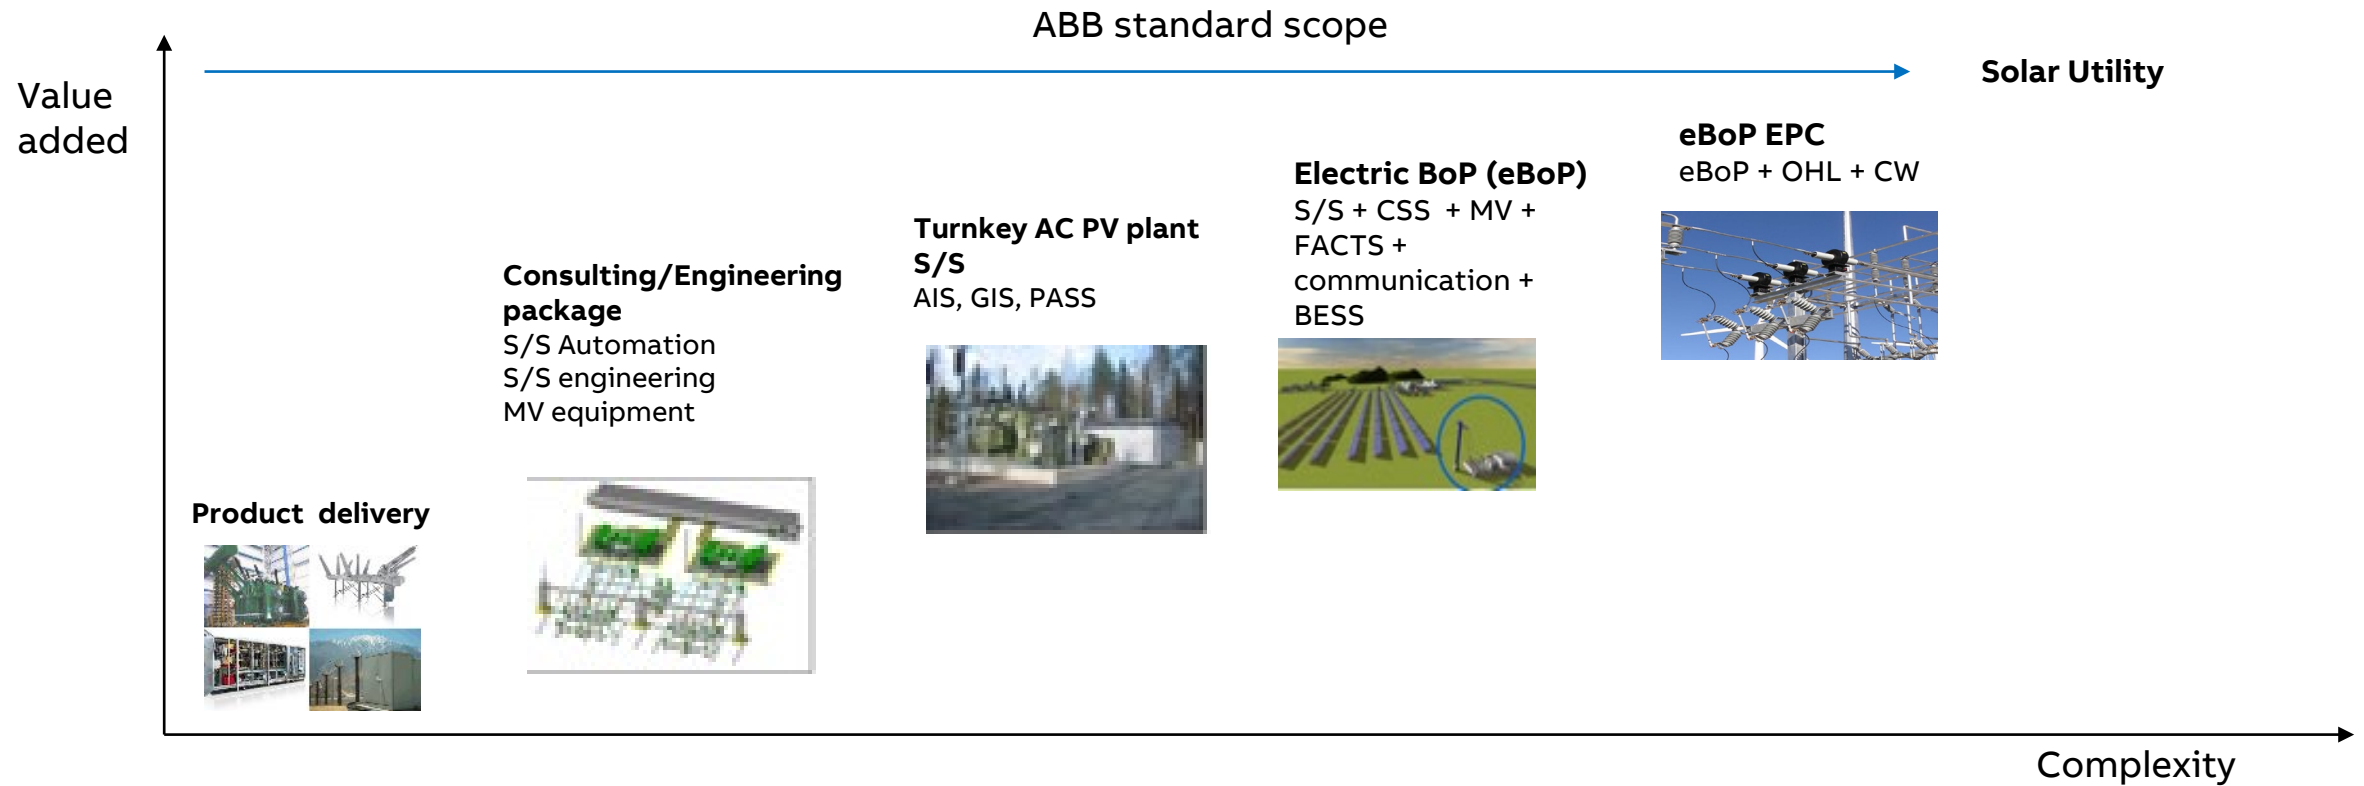 ABB standard scope
Value
added
Solar Utility
eBoP EPC
eBoP + OHL + CW
Electric BoP (eBoP)
S/S + CSS + MV +
FACTS +
communication +
BESS
Turnkey AC PV plant
S/S
AIS, GIS, PASS
Consulting/Engineering
package
S/S Automation
S/S engineering
MV equipment
Product delivery
Complexity